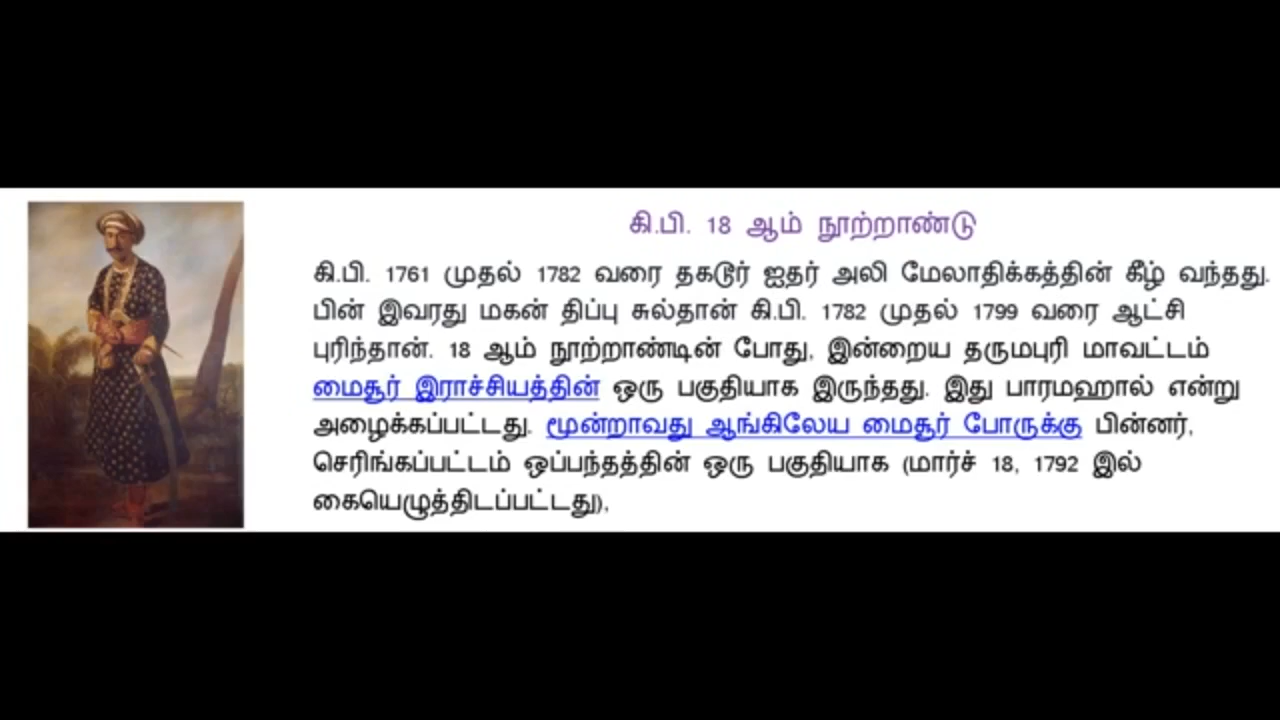 கி.பி. 18 ஆம் நூற்றாண்டு
கி.பி. 1761 முதல் 1782 வரை தகடூர் ஐதர் அலி மேலாதிக்கத்தின் கீழ் வந்தது.
பின் இவரது மகன் திப்பு சுல்தான் கி.பி. 1782 முதல் 1799 வரை ஆட்சி
புரிந்தான். 18 ஆம் நூற்றாண்டின் போது, இன்றைய தருமபுரி மாவட்டம்
மைசூர் இராச்சியத்தின் ஒரு பகுதியாக இருந்தது. இது பாரமஹால் என்று
அழைக்கப்பட்டது. மூன்றாவது ஆங்கிலேய மைசூர் போருக்கு பின்னர்,
செரிங்கப்பட்டம் ஒப்பந்தத்தின் ஒரு பகுதியாக (மார்ச் 18, 1792 இல்
கையெழுத்திடப்பட்டது),